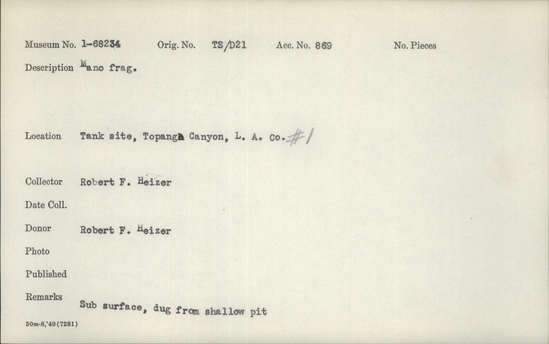 Museum No. 1-68234 Orig. No. TS/D21 Acc. No. 869 No. Pieces
Description Mano frag.
Location Tank site, Topanga Canyon, L. A. Co. #1
Collector Robert F. Heizer
Date Coll.
Donor Robert F. Heizer
Photo
Published
Remarks Sub surface, dug from shallow pit
50m-8,'40(7281)